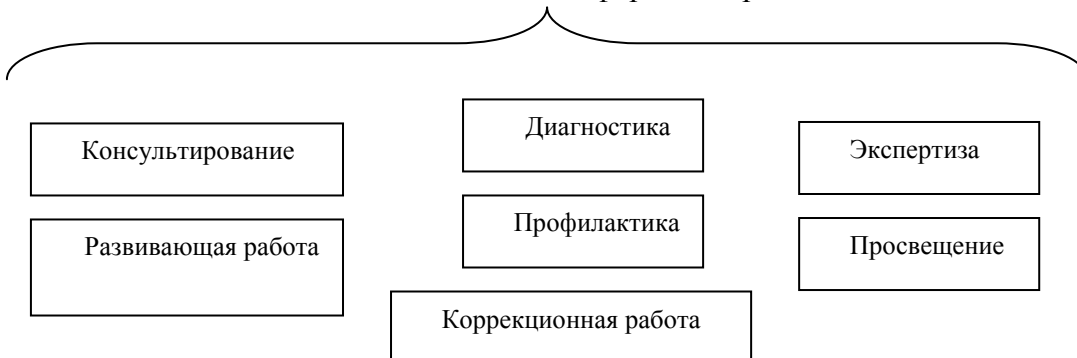 Диагностика
Консультирование
Экспертиза
Профилактика
Развивающая работа
Просвещение
Коррекционная работа